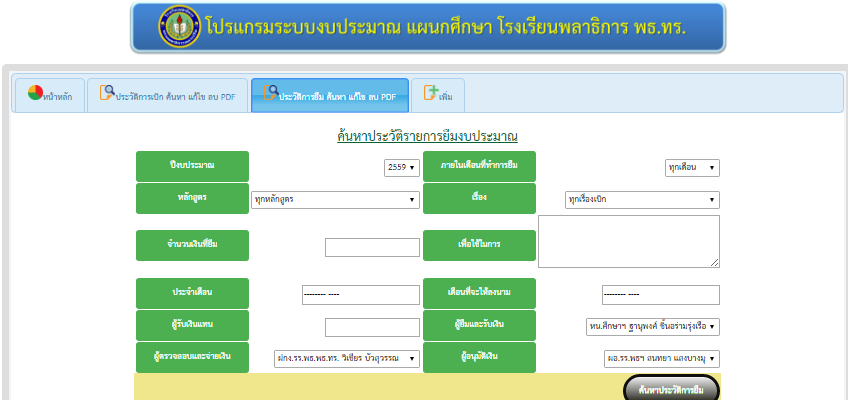 โปรแกรมระบบงบประมาณ แผนกศึกษา โรงเรียนพลาธิการ พธ.ทร.
หน้าหลัก ประวัติการเบิก ค้นหา แก้ไข ลบ PDF ประวัติการยืม ค้นหา แก้ไข ลบ PDF เพิ่ม
ค้นหาประวัติรายการยืมงบประมาณ
ปีงบประมาณ 2559 ภายในเดือนที่ทำการยืม ทุกเดือน
หลักสูตร ทุกหลักสูตร เรื่อง ทุกเรื่องเบิก
จำนวนเงินที่ยืม เพื่อใช้ในการ
ประจำเดือน -------- ---- เดือนที่จะให้ลงนาม -------- ----
ผู้รับเงินแทน ผู้ยืมและรับเงิน หน.ศึกษาฯ ฐานุพงศ์ ชื่นอร่ามรุ่งเรือ
ผู้ตรวจสอบและจ่ายเงิน ฝกง.รร.พธ.พธ.ทร. วิเชียร บัวสุวรรณ ผู้อนุมัติเงิน ผอ.รร.พธฯ สนทยา แสงบางมุ
ค้นหาประวัติการยืม